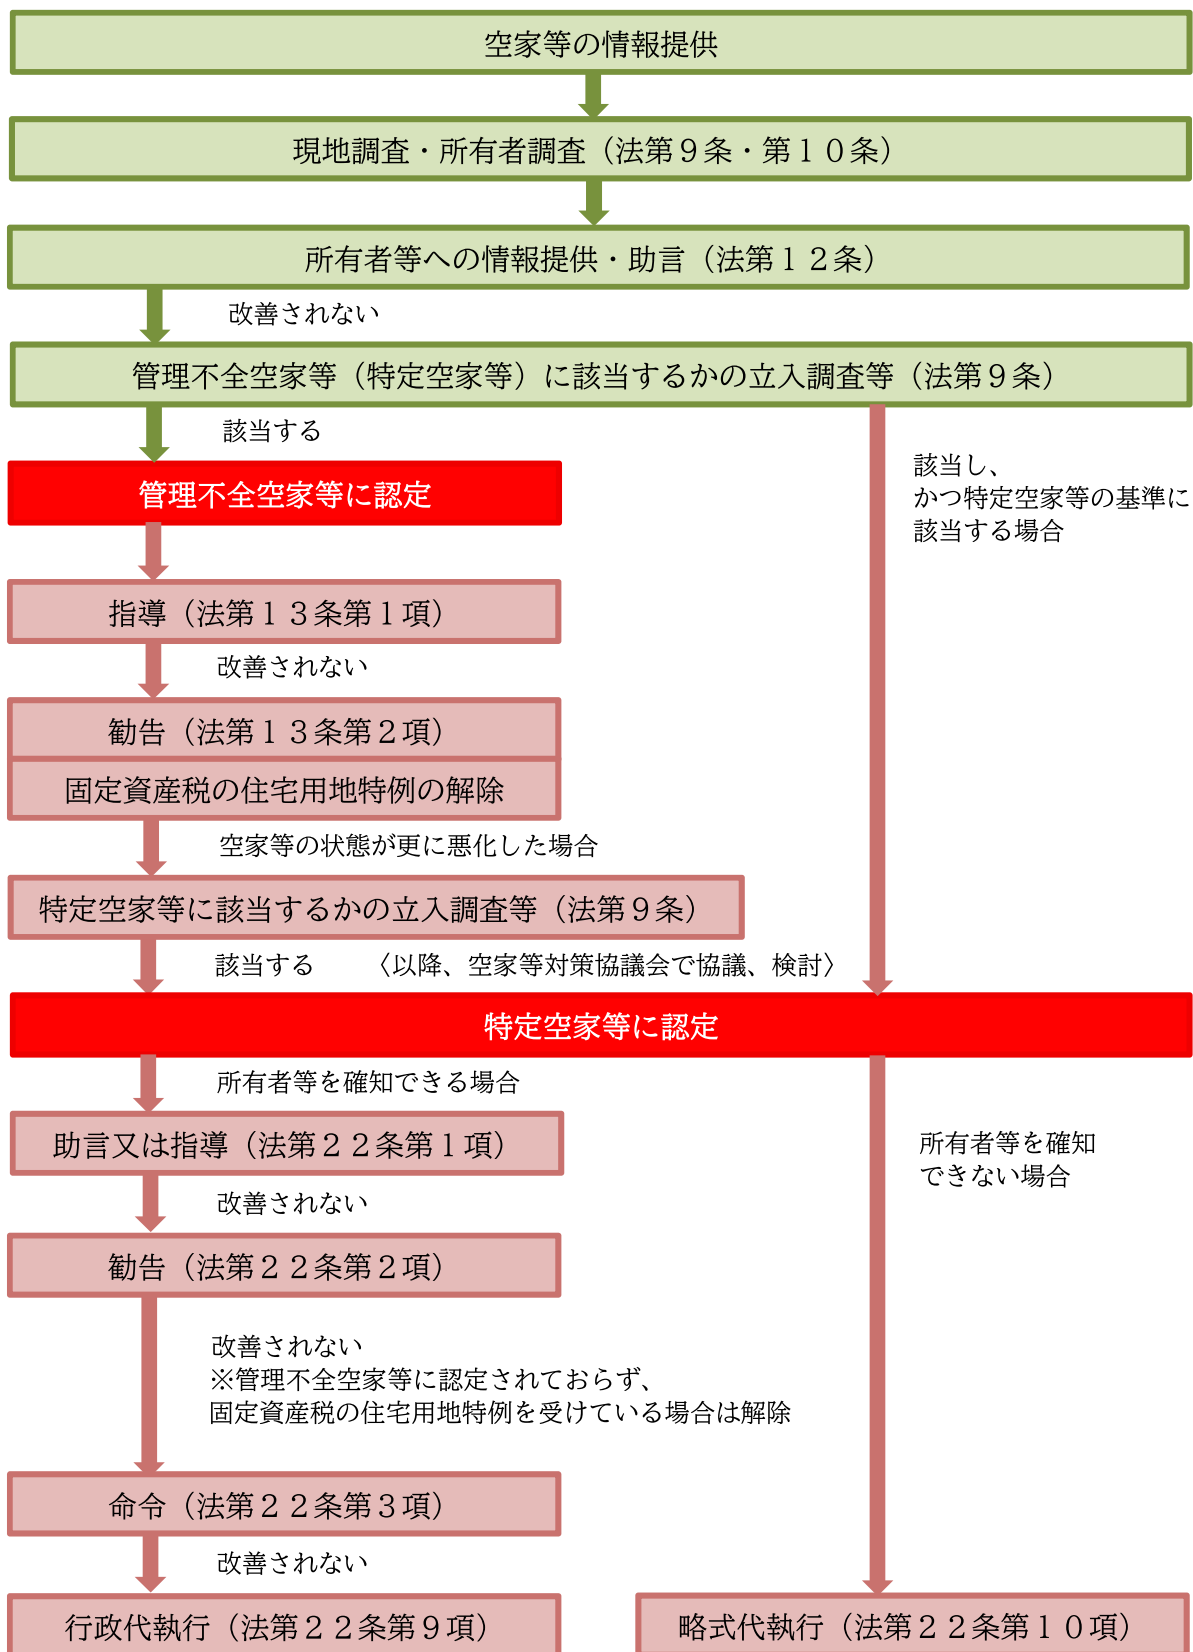 空家等の情報提供
現地調査・所有者調査（法第９条・第１０条）
所有者等への情報提供・助言（法第１２条）
改善されない
管理不全空家等（特定空家等）に該当するかの立入調査等（法第９条）
該当する
該当し、
かつ特定空家等の基準に
該当する場合
管理不全空家等に認定
指導（法第１３条第１項）
改善されない
勧告（法第１３条第２項）
固定資産税の住宅用地特例の解除
空家等の状態が更に悪化した場合
特定空家等に該当するかの立入調査等（法第９条）
該当する　　〈以降、空家等対策協議会で協議、検討〉
特定空家等に認定
所有者等を確知できる場合
助言又は指導（法第２２条第１項）
所有者等を確知
できない場合
改善されない
勧告（法第２２条第２項）
改善されない
※管理不全空家等に認定されておらず、
固定資産税の住宅用地特例を受けている場合は解除
命令（法第２２条第３項）
改善されない
行政代執行（法第２２条第９項）
略式代執行（法第２２条第１０項）